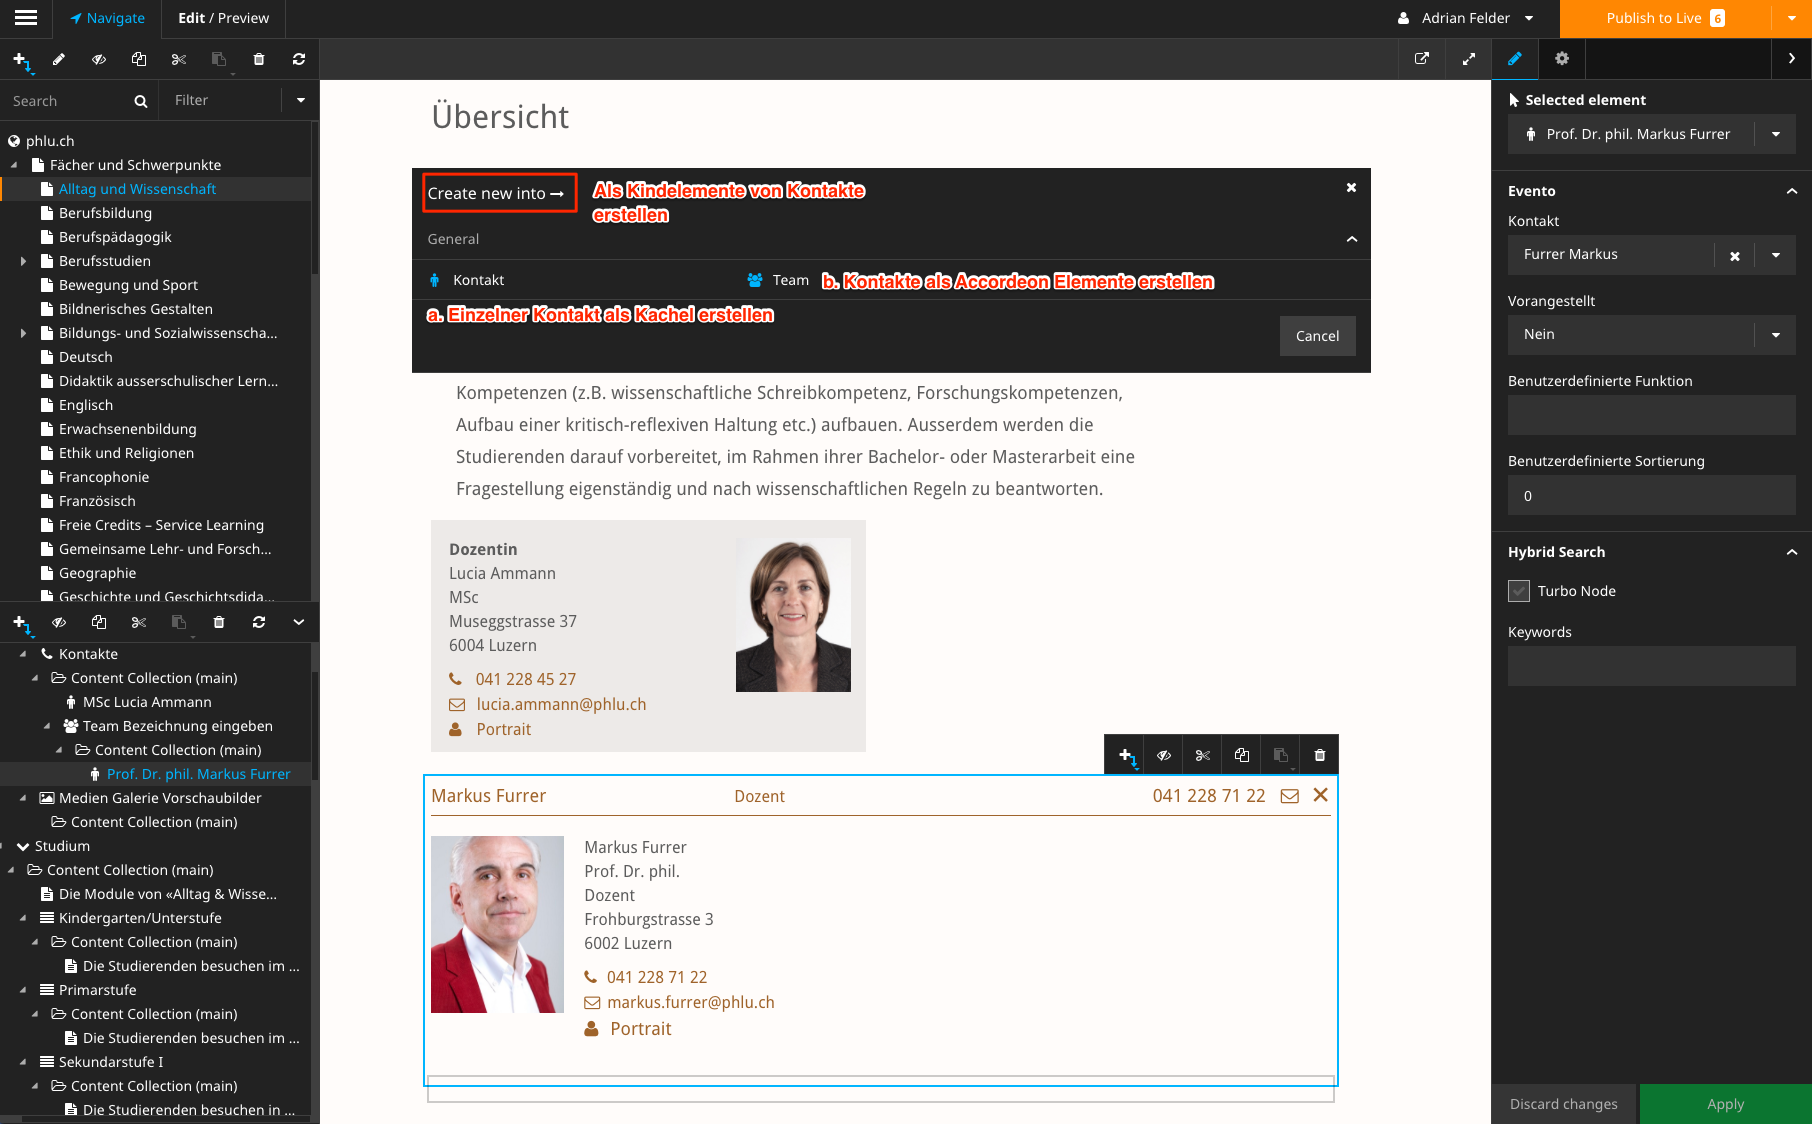 Navigate
Edit / Preview
Adrian Felder
Publish to Live 6
Search
Filter
phlu.ch
Fächer und Schwerpunkte
Alltag und Wissenschaft
Berufsbildung
Berufspädagogik
Berufsstudien
Bewegung und Sport
Bildnerisches Gestalten
Bildungs- und Sozialwissenscha...
Deutsch
Didaktik ausserschulischer Lern...
Englisch
Erwachsenenbildung
Ethik und Religionen
Francophonie
Französisch
Freie Credits – Service Learning
Gemeinsame Lehr- und Forsch...
Geographie
Geschichte und Geschichtsdida...
Kontakte
Content Collection (main)
MSc Lucia Ammann
Team Bezeichnung eingeben
Content Collection (main)
Prof. Dr. phil. Markus Furrer
Medien Galerie Vorschaubilder
Content Collection (main)
Studium
Content Collection (main)
Die Module von «Alltag & Wisse...
Kindergarten/Unterstufe
Content Collection (main)
Die Studierenden besuchen im ...
Primarstufe
Content Collection (main)
Die Studierenden besuchen im ...
Sekundarstufe I
Content Collection (main)
Die Studierenden besuchen in ...
Übersicht
Create new into
Als Kindelemente von Kontakte
erstellen
General
Kontakt
Team
b. Kontakte als Accordeon Elemente erstellen
a. Einzelner Kontakt als Kachel erstellen
Cancel
Kompetenzen (z.B. wissenschaftliche Schreibkompetenz, Forschungskompetenzen,
Aufbau einer kritisch-reflexiven Haltung etc.) aufbauen. Ausserdem werden die
Studierenden darauf vorbereitet, im Rahmen ihrer Bachelor- oder Masterarbeit eine
Fragestellung eigenständig und nach wissenschaftlichen Regeln zu beantworten.
Dozentin
Lucia Ammann
MSc
Museggstrasse 37
6004 Luzern
041 228 45 27
lucia.ammann@phlu.ch
Portrait
Markus Furrer
Dozent
041 228 71 22
Markus Furrer
Prof. Dr. phil.
Dozent
Frohburgstrasse 3
6002 Luzern
041 228 71 22
markus.furrer@phlu.ch
Portrait
Selected element
Prof. Dr. phil. Markus Furrer
Evento
Kontakt
Furrer Markus
Vorangestellt
Nein
Benutzerdefinierte Funktion
Benutzerdefinierte Sortierung
0
Hybrid Search
Turbo Node
Keywords
Discard changes
Apply